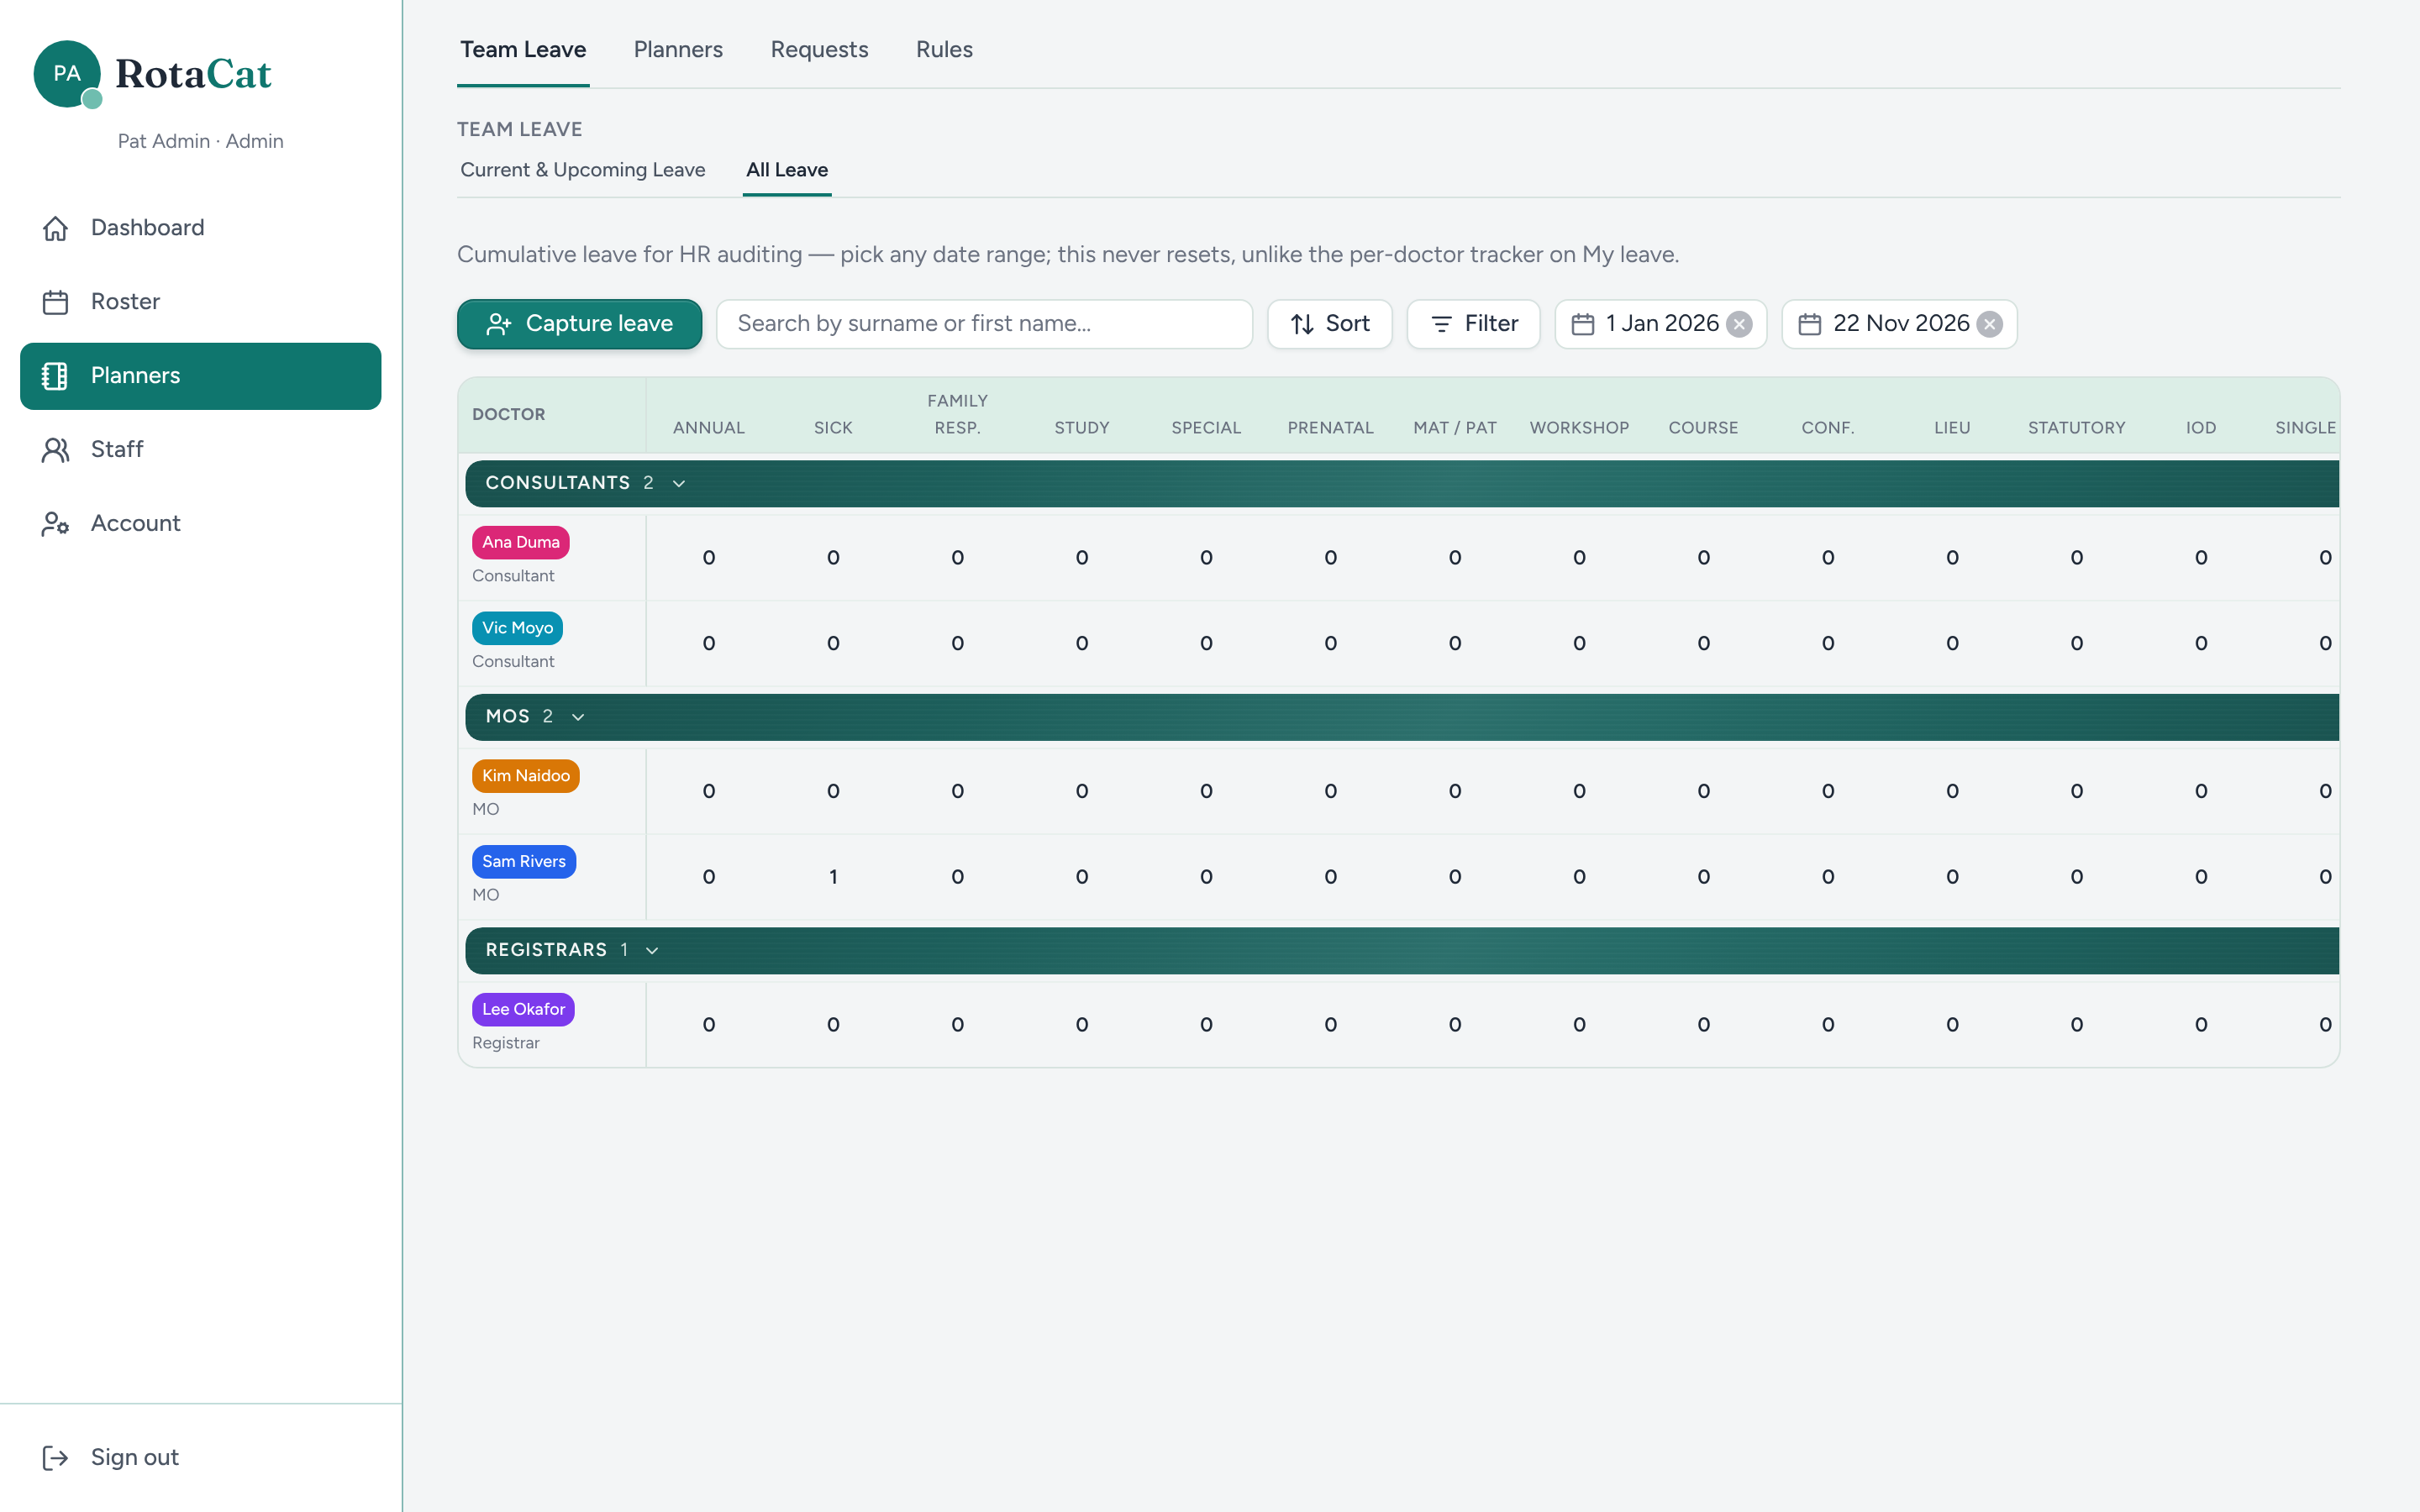 PA
RotaCat
Pat Admin · Admin
Dashboard
Roster
Planners
Staff
Account
Sign out
Team Leave Planners Requests Rules
TEAM LEAVE
Current & Upcoming Leave All Leave
Cumulative leave for HR auditing — pick any date range; this never resets, unlike the per-doctor tracker on My leave.
Capture leave Search by surname or first name... Sort Filter 1 Jan 2026 22 Nov 2026
DOCTOR ANNUAL SICK FAMILY RESP. STUDY SPECIAL PRENATAL MAT / PAT WORKSHOP COURSE CONF. LIEU STATUTORY IOD SINGLE
CONSULTANTS 2
Ana Duma 0 0 0 0 0 0 0 0 0 0 0 0 0 0
Consultant
Vic Moyo 0 0 0 0 0 0 0 0 0 0 0 0 0 0
Consultant
MOS 2
Kim Naidoo 0 0 0 0 0 0 0 0 0 0 0 0 0 0
MO
Sam Rivers 0 1 0 0 0 0 0 0 0 0 0 0 0 0
MO
REGISTRARS 1
Lee Okafor 0 0 0 0 0 0 0 0 0 0 0 0 0 0
Registrar